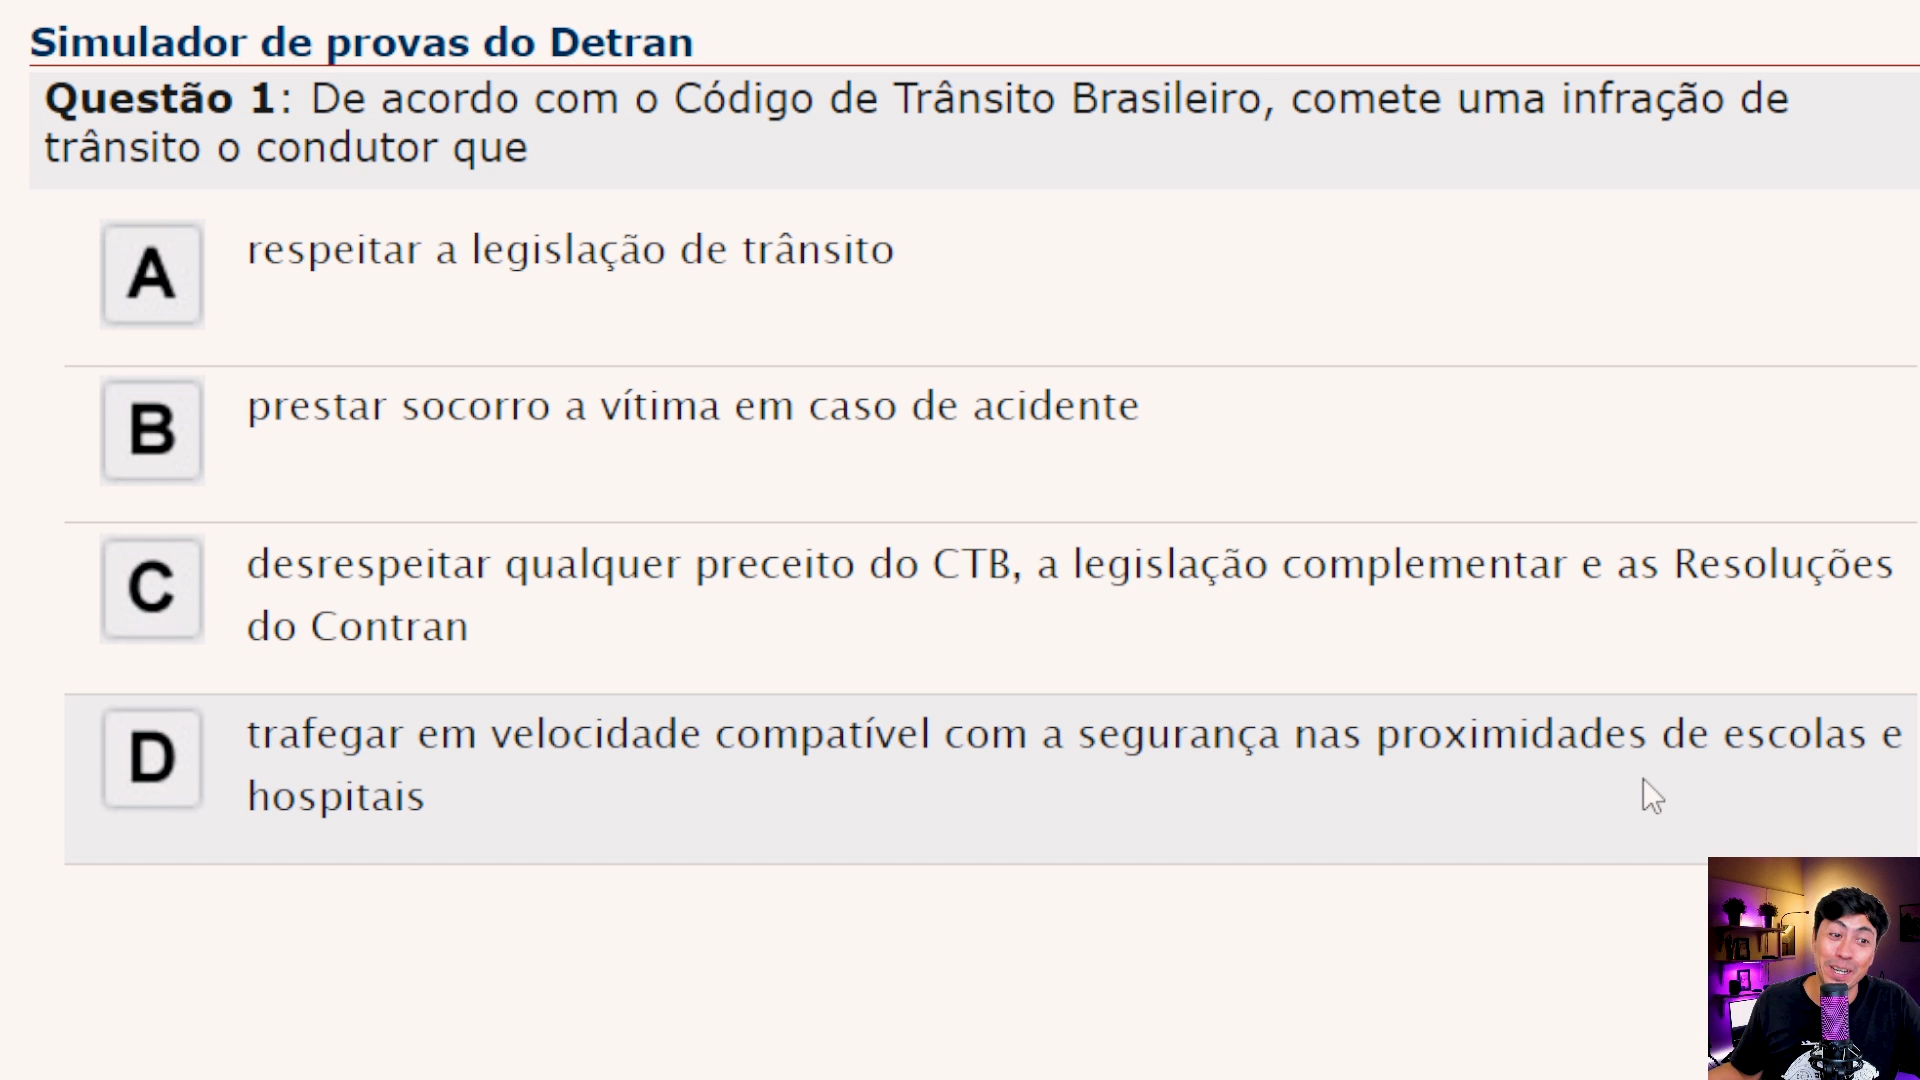 Simulador de provas do Detran
Questão 1: De acordo com o Código de Trânsito Brasileiro, comete uma infração de
trânsito o condutor que
A respeitar a legislação de trânsito
B prestar socorro a vítima em caso de acidente
C desrespeitar qualquer preceito do CTB, a legislação complementar e as Resoluções
do Contran
D trafegar em velocidade compatível com a segurança nas proximidades de escolas e
hospitais